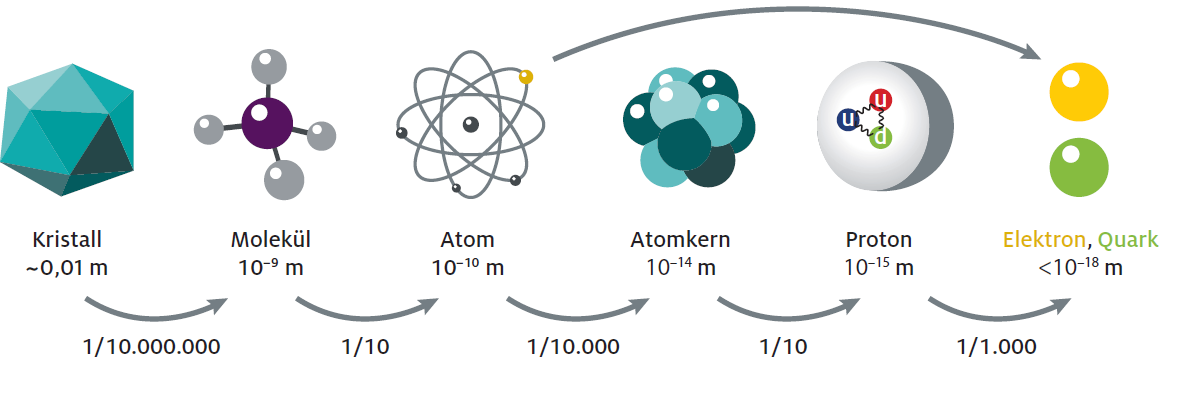 u
u
d
Kristall
~0,01 m
Molekül
10⁻⁹ m
Atom
10⁻¹⁰ m
Atomkern
10⁻¹⁴ m
Proton
10⁻¹⁵ m
Elektron, Quark
<10⁻¹⁸ m
1/10.000.000
1/10
1/10.000
1/10
1/1.000